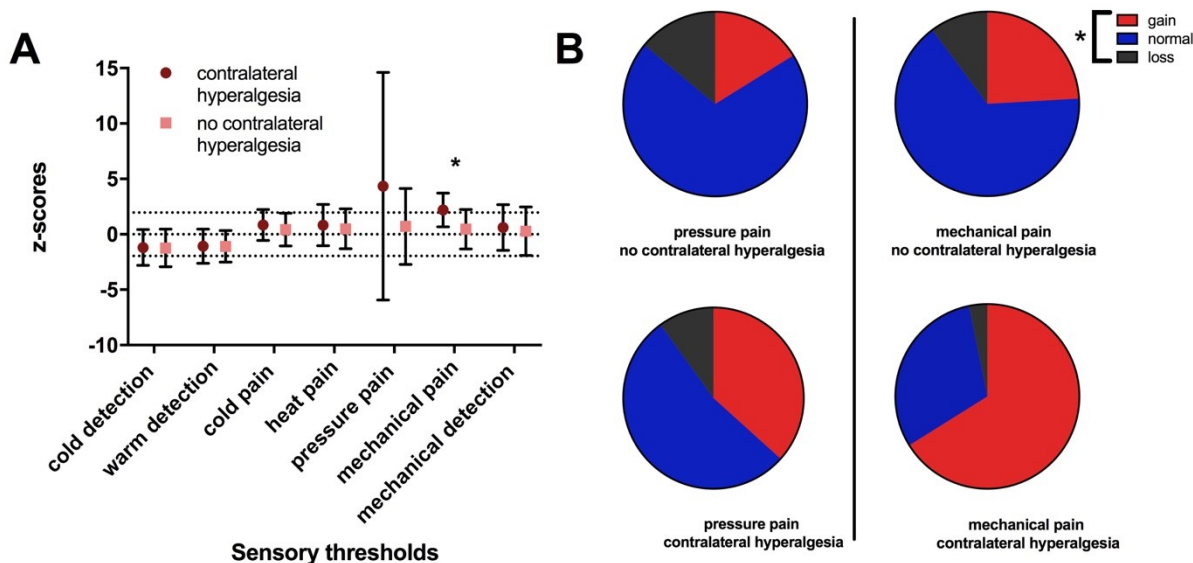 A
15
10
5
0
-5
-10
z-scores
contralateral
hyperalgesia
no contralateral
hyperalgesia
*
cold detection
warm detection
cold pain
heat pain
pressure pain
mechanical pain
mechanical detection
Sensory thresholds
B
*
gain
normal
loss
pressure pain
no contralateral hyperalgesia
mechanical pain
no contralateral hyperalgesia
pressure pain
contralateral hyperalgesia
mechanical pain
contralateral hyperalgesia